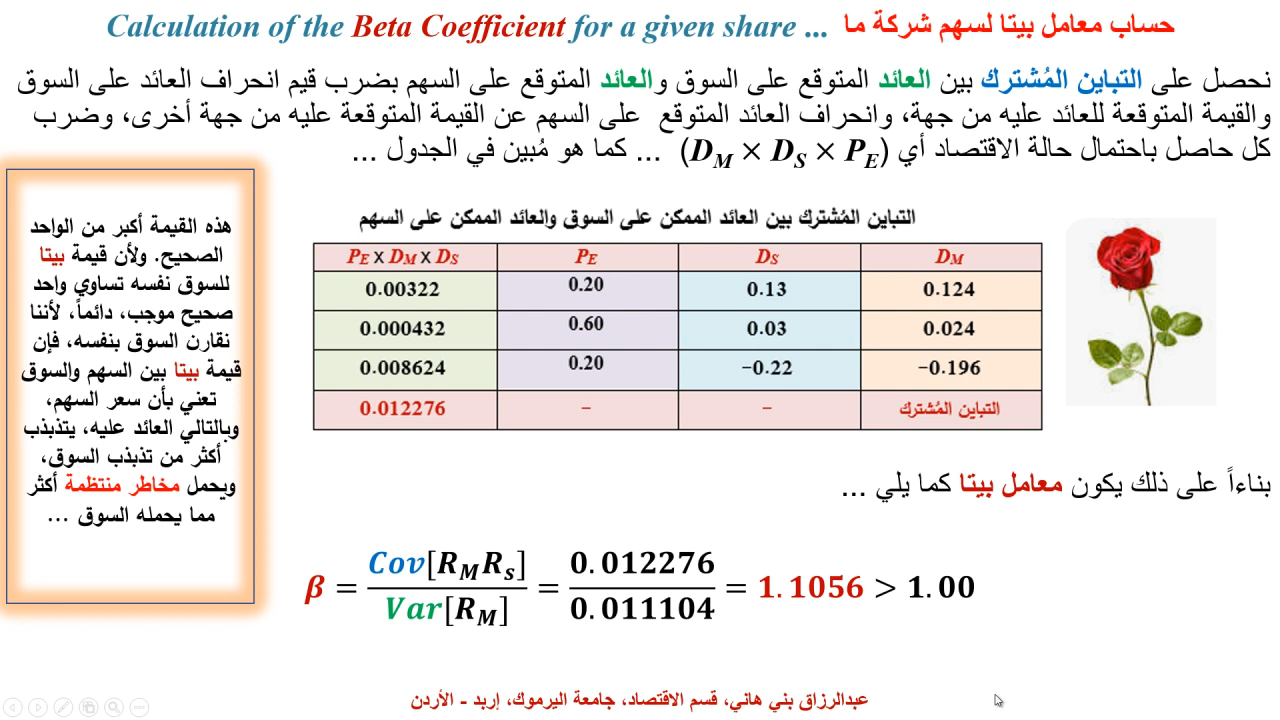 Calculation of the Beta Coefficient for a given share ... حساب معامل بيتا لسهم شركة ما
نحصل على التباين المُشترك بين العائد المتوقع على السوق والعائد المتوقع على السهم بضرب قيم انحراف العائد على السوق
والقيمة المتوقعة للعائد عليه من جهة، وانحراف العائد المتوقع على السهم عن القيمة المتوقعة عليه من جهة أخرى، وضرب
كل حاصل باحتمال حالة الاقتصاد أي (D_M × D_S × P_E) ... كما هو مُبين في الجدول ...
التباين المُشترك بين العائد الممكن على السوق والعائد الممكن على السهم
P_E x D_M x D_S P_E D_S D_M
0.00322 0.20 0.13 0.124
0.000432 0.60 0.03 0.024
0.008624 0.20 −0.22 −0.196
0.012276 – – التباين المُشترك
هذه القيمة أكبر من الواحد
الصحيح. ولأن قيمة بيتا
للسوق نفسه تساوي واحد
صحيح موجب، دائماً، لأننا
نقارن السوق بنفسه، فإن
قيمة بيتا بين السهم والسوق
تعني بأن سعر السهم،
وبالتالي العائد عليه، يتذبذب
أكثر من تذبذب السوق،
ويحمل مخاطر منتظمة أكثر
مما يحمله السوق ...
بناءاً على ذلك يكون معامل بيتا كما يلي ...
β = Cov[R_M R_s] / Var[R_M] = 0.012276 / 0.011104 = 1.1056 > 1.00
عبدالرزاق بني هاني، قسم الاقتصاد، جامعة اليرموك، إربد - الأردن